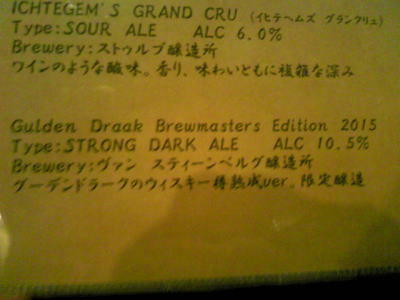 ICHTEGEM'S GRAND CRU (イヒテヘムズ グランクリュ)
Type:SOUR ALE ALC 6.0%
Brewery:ストゥルブ醸造所
ワインのような酸味。香り、味わいともに複雑な深み
Gulden Draak Brewmasters Edition 2015
Type:STRONG DARK ALE ALC 10.5%
Brewery:ヴァン スティーンベルグ醸造所
グーデンドラークのウィスキー樽熟成ver。限定醸造